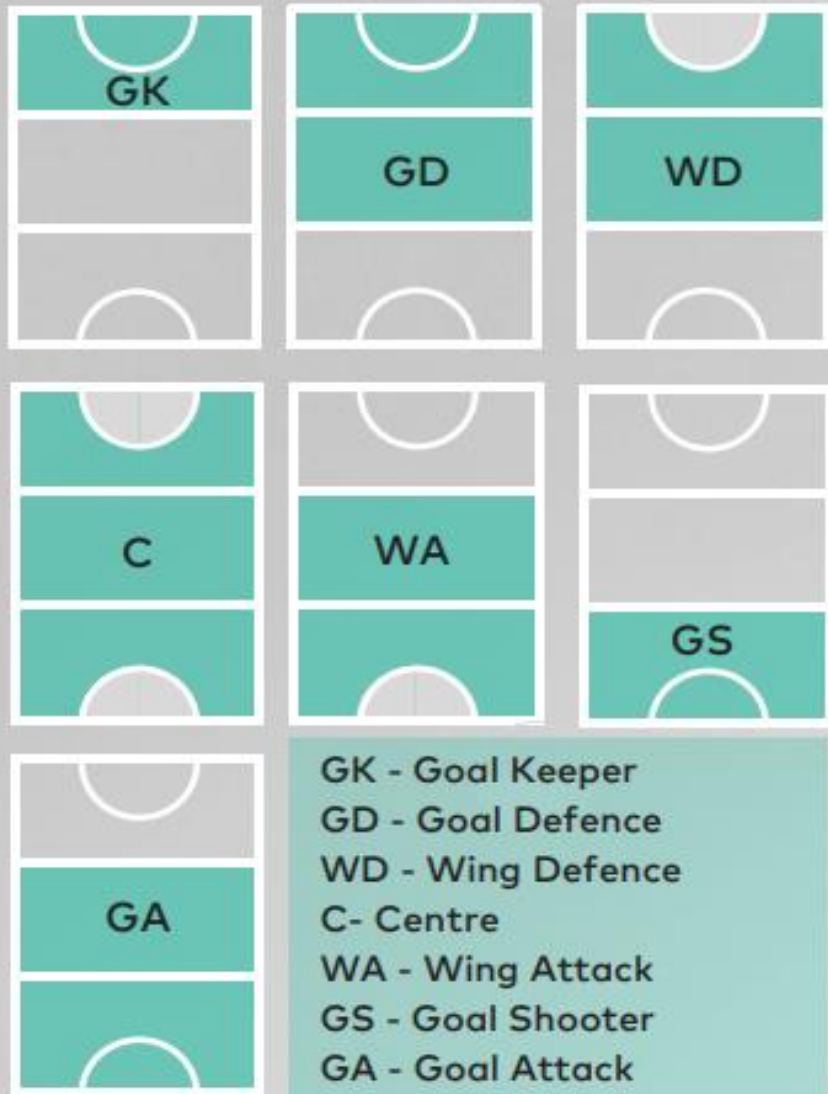 GK
GD
WD
C
WA
GS
GA
GK - Goal Keeper
GD - Goal Defence
WD - Wing Defence
C- Centre
WA - Wing Attack
GS - Goal Shooter
GA - Goal Attack